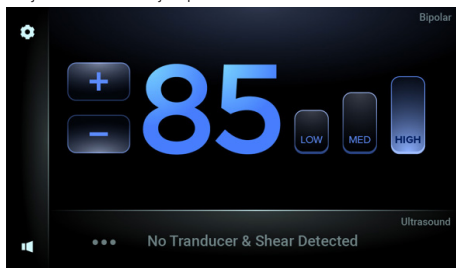 Bipolar
+
85
−
LOW
MED
HIGH
Ultrasound
No Tranducer & Shear Detected